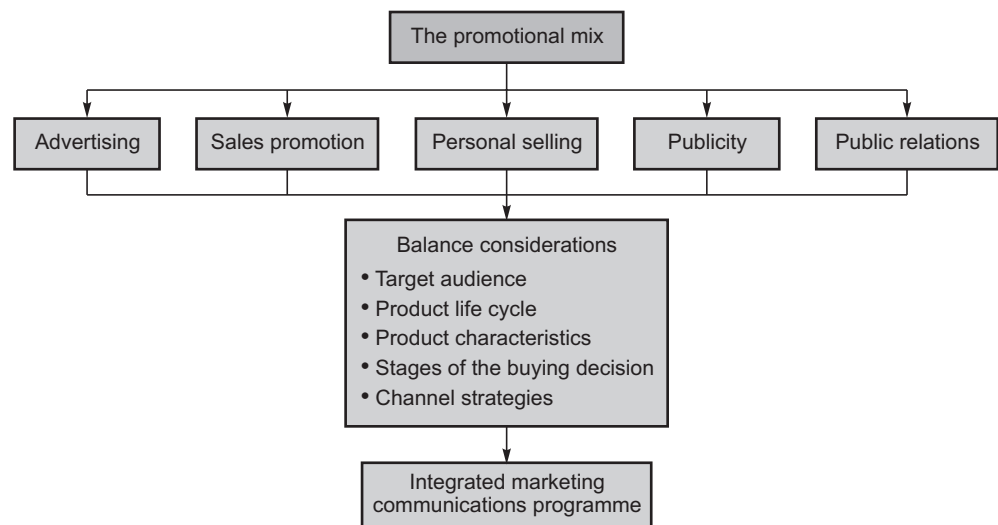 The promotional mix
Advertising
Sales promotion
Personal selling
Publicity
Public relations
Balance considerations
• Target audience
• Product life cycle
• Product characteristics
• Stages of the buying decision
• Channel strategies
Integrated marketing
communications programme